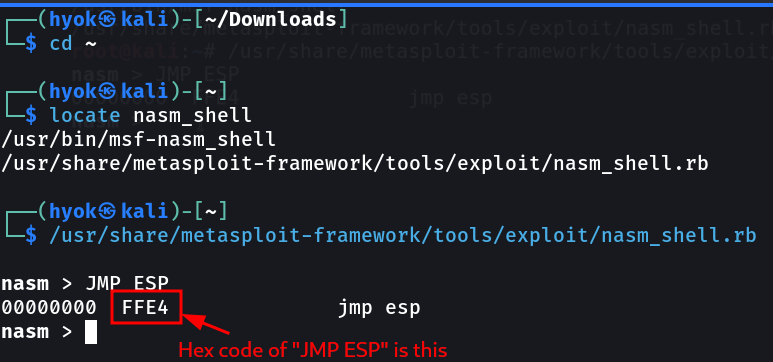 ┌──(hyok㉿kali)-[~/Downloads]
└─$ cd ~
┌──(hyok㉿kali)-[~]
└─$ locate nasm_shell
/usr/bin/msf-nasm_shell
/usr/share/metasploit-framework/tools/exploit/nasm_shell.rb
┌──(hyok㉿kali)-[~]
└─$ /usr/share/metasploit-framework/tools/exploit/nasm_shell.rb
nasm > JMP ESP
00000000  FFE4              jmp esp
nasm >
Hex code of "JMP ESP" is this